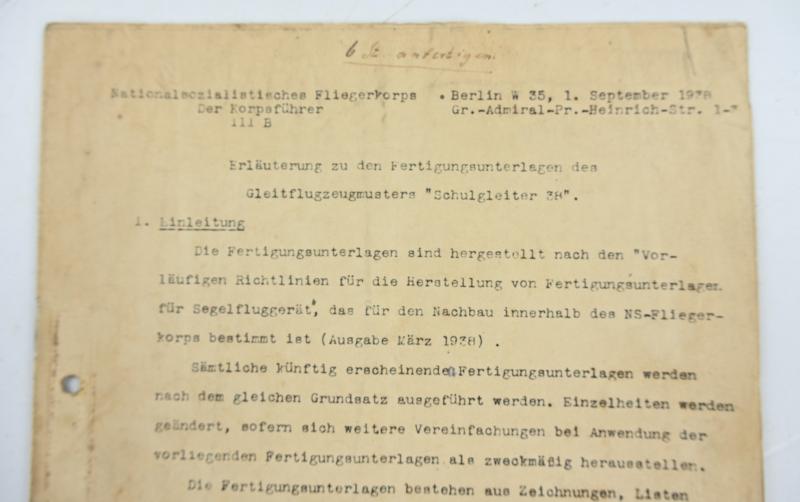 6 St. anfertigen.
Nationalsozialistisches Fliegerkorps • Berlin W 35, 1. September 1938
Der Korpsführer Gr.-Admiral-Pr.-Heinrich-Str. 1-3
III B
Erläuterung zu den Fertigungsunterlagen des
Gleitflugzeugmusters "Schulgleiter 38".
1. Einleitung
Die Fertigungsunterlagen sind hergestellt nach den "Vor-
läufigen Richtlinien für die Herstellung von Fertigungsunterlagen
für Segelfluggerät", das für den Nachbau innerhalb des NS-Flieger-
korps bestimmt ist (Ausgabe März 1938) .
Sämtliche künftig erscheinenden Fertigungsunterlagen werden
nach dem gleichen Grundsatz ausgeführt werden. Einzelheiten werden
geändert, sofern sich weitere Vereinfachungen bei Anwendung der
vorliegenden Fertigungsunterlagen als zweckmäßig herausstellen.
Die Fertigungsunterlagen bestehen aus Zeichnungen, Listen